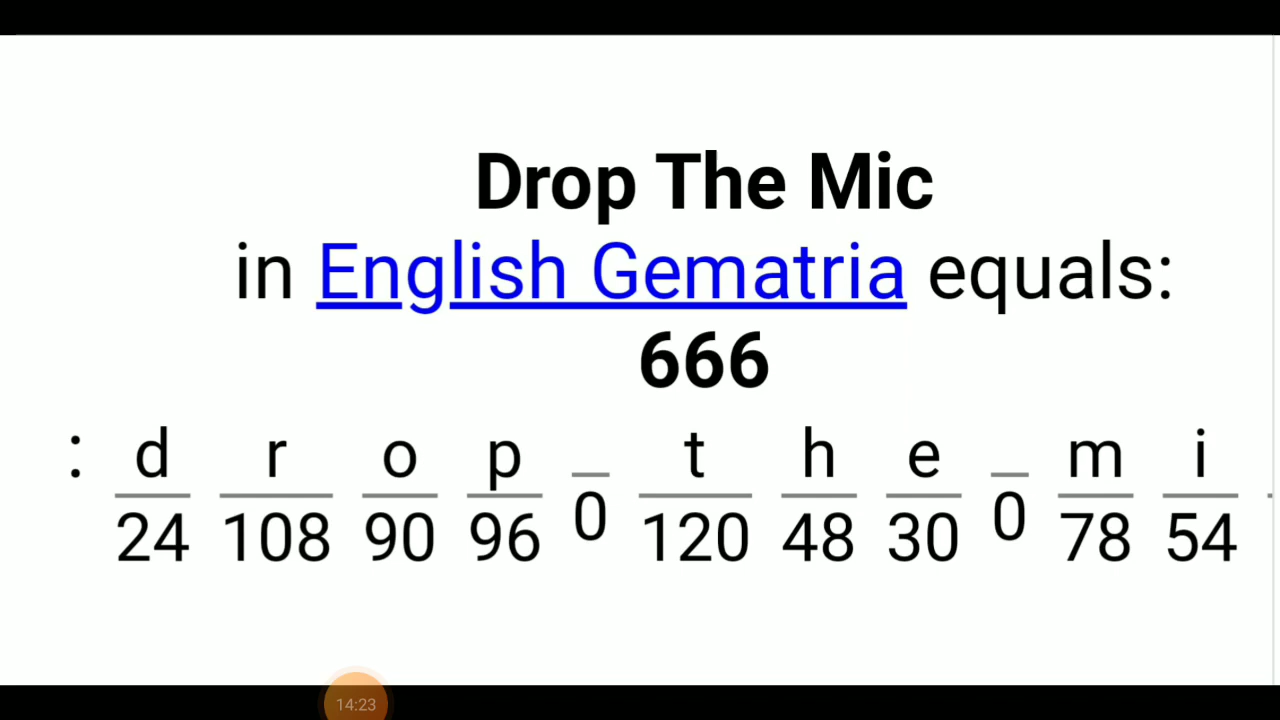 Drop The Mic
in English Gematria equals:
666
: d r o p _ t h e _ m i
24 108 90 96 0 120 48 30 0 78 54
14:23